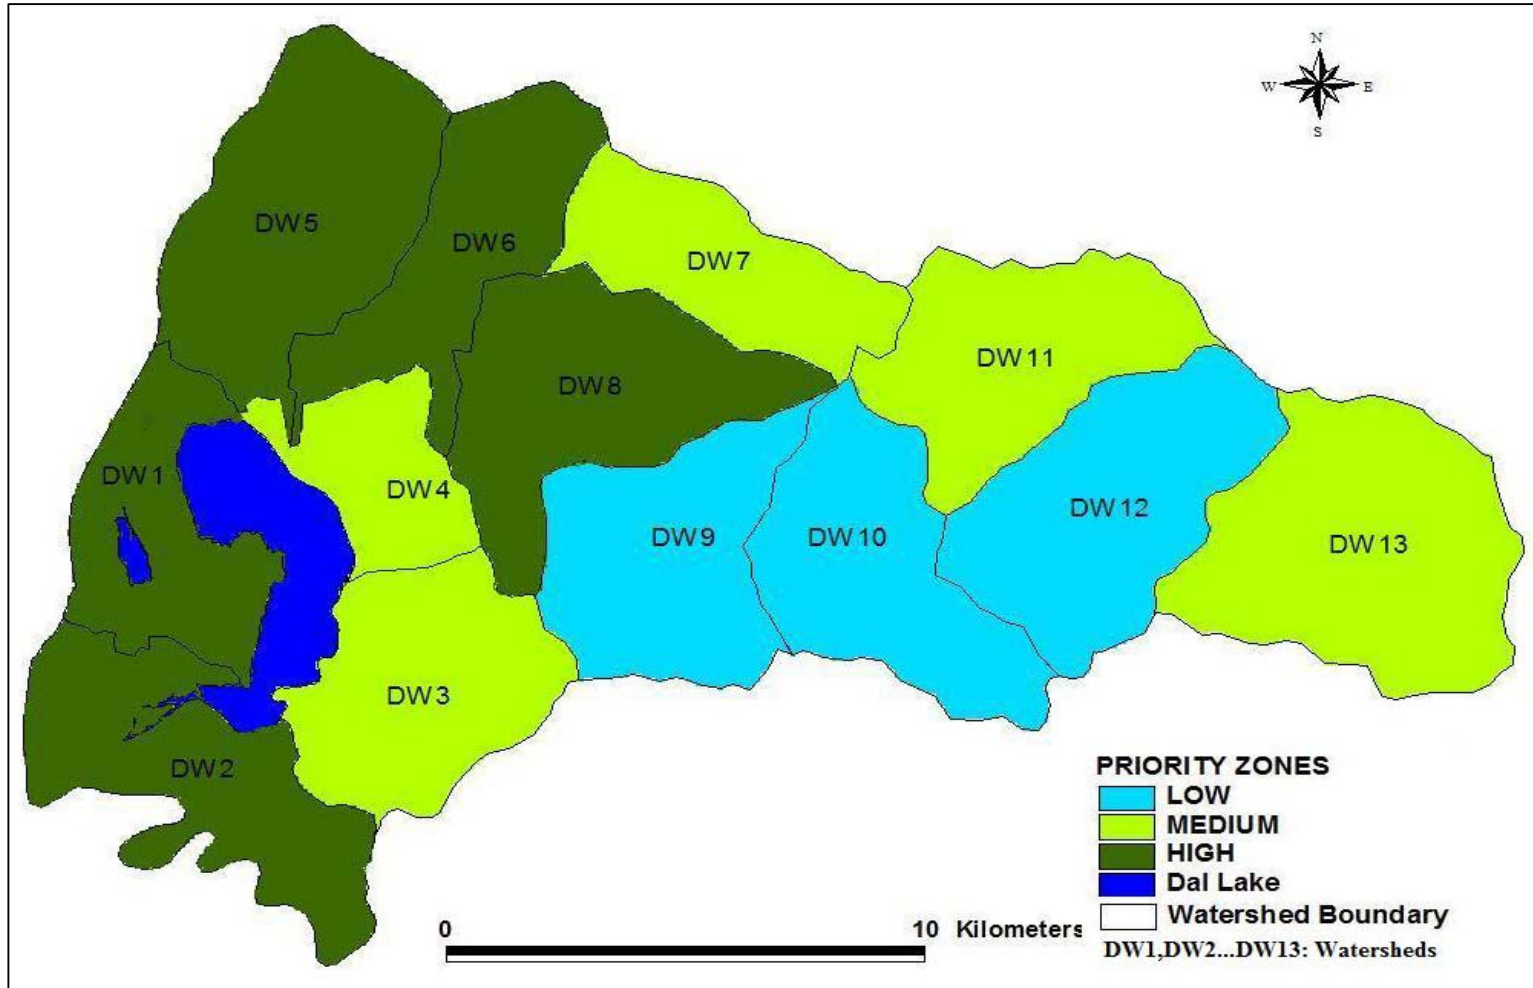 N
W E
S
DW5
DW6
DW7
DW11
DW8
DW1
DW4
DW9
DW10
DW12
DW13
DW3
DW2
PRIORITY ZONES
LOW
MEDIUM
HIGH
Dal Lake
Watershed Boundary
DW1,DW2...DW13: Watersheds
0 10 Kilometers